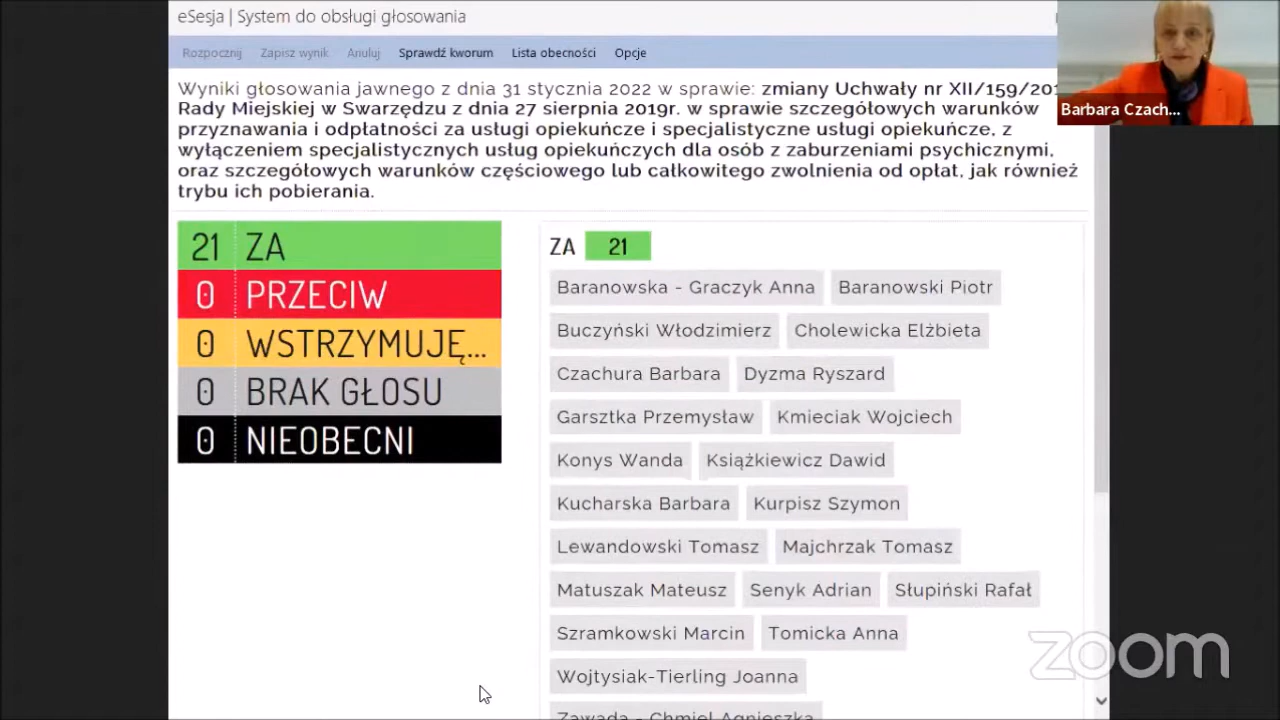 eSesja | System do obsługi głosowania
Rozpocznij Zapisz wynik Anuluj Sprawdź kworum Lista obecności Opcje
Wyniki głosowania jawnego z dnia 31 stycznia 2022 w sprawie: zmiany Uchwały nr XII/159/201
Rady Miejskiej w Swarzędzu z dnia 27 sierpnia 2019r. w sprawie szczegółowych warunków
przyznawania i odpłatności za usługi opiekuńcze i specjalistyczne usługi opiekuńcze, z
wyłączeniem specjalistycznych usług opiekuńczych dla osób z zaburzeniami psychicznymi,
oraz szczegółowych warunków częściowego lub całkowitego zwolnienia od opłat, jak również
trybu ich pobierania.
Barbara Czach...
21 ZA
0 PRZECIW
0 WSTRZYMUJĘ...
0 BRAK GŁOSU
0 NIEOBECNI
ZA 21
Baranowska - Graczyk Anna Baranowski Piotr
Buczyński Włodzimierz Cholewicka Elżbieta
Czachura Barbara Dyzma Ryszard
Garsztka Przemysław Kmieciak Wojciech
Konys Wanda Książkiewicz Dawid
Kucharska Barbara Kurpisz Szymon
Lewandowski Tomasz Majchrzak Tomasz
Matuszak Mateusz Senyk Adrian Słupiński Rafał
Szramkowski Marcin Tomicka Anna
Wojtysiak-Tierling Joanna
Zawada - Chmiel Agnieszka
zoom